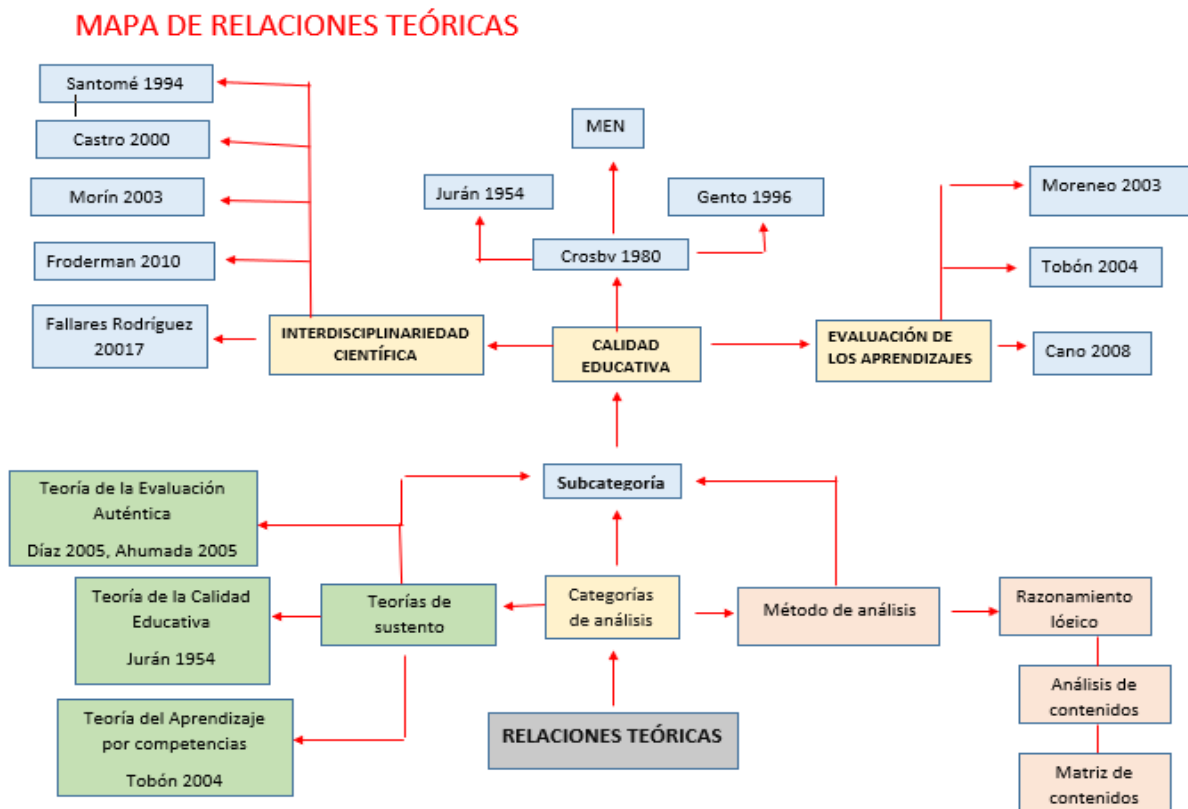 MAPA DE RELACIONES TEÓRICAS
Santomé 1994
Castro 2000
Morín 2003
Froderman 2010
Fallares Rodríguez
20017
INTERDISCIPLINARIEDAD
CIENTÍFICA
MEN
Jurán 1954
Gento 1996
Crosby 1980
CALIDAD
EDUCATIVA
Moreneo 2003
Tobón 2004
Cano 2008
EVALUACIÓN DE
LOS APRENDIZAJES
Subcategoría
Teoría de la Evaluación
Auténtica
Díaz 2005, Ahumada 2005
Teoría de la Calidad
Educativa
Jurán 1954
Teoría del Aprendizaje
por competencias
Tobón 2004
Teorías de
sustento
Categorías
de análisis
Método de análisis
Razonamiento
lógico
Análisis de
contenidos
Matriz de
contenidos
RELACIONES TEÓRICAS